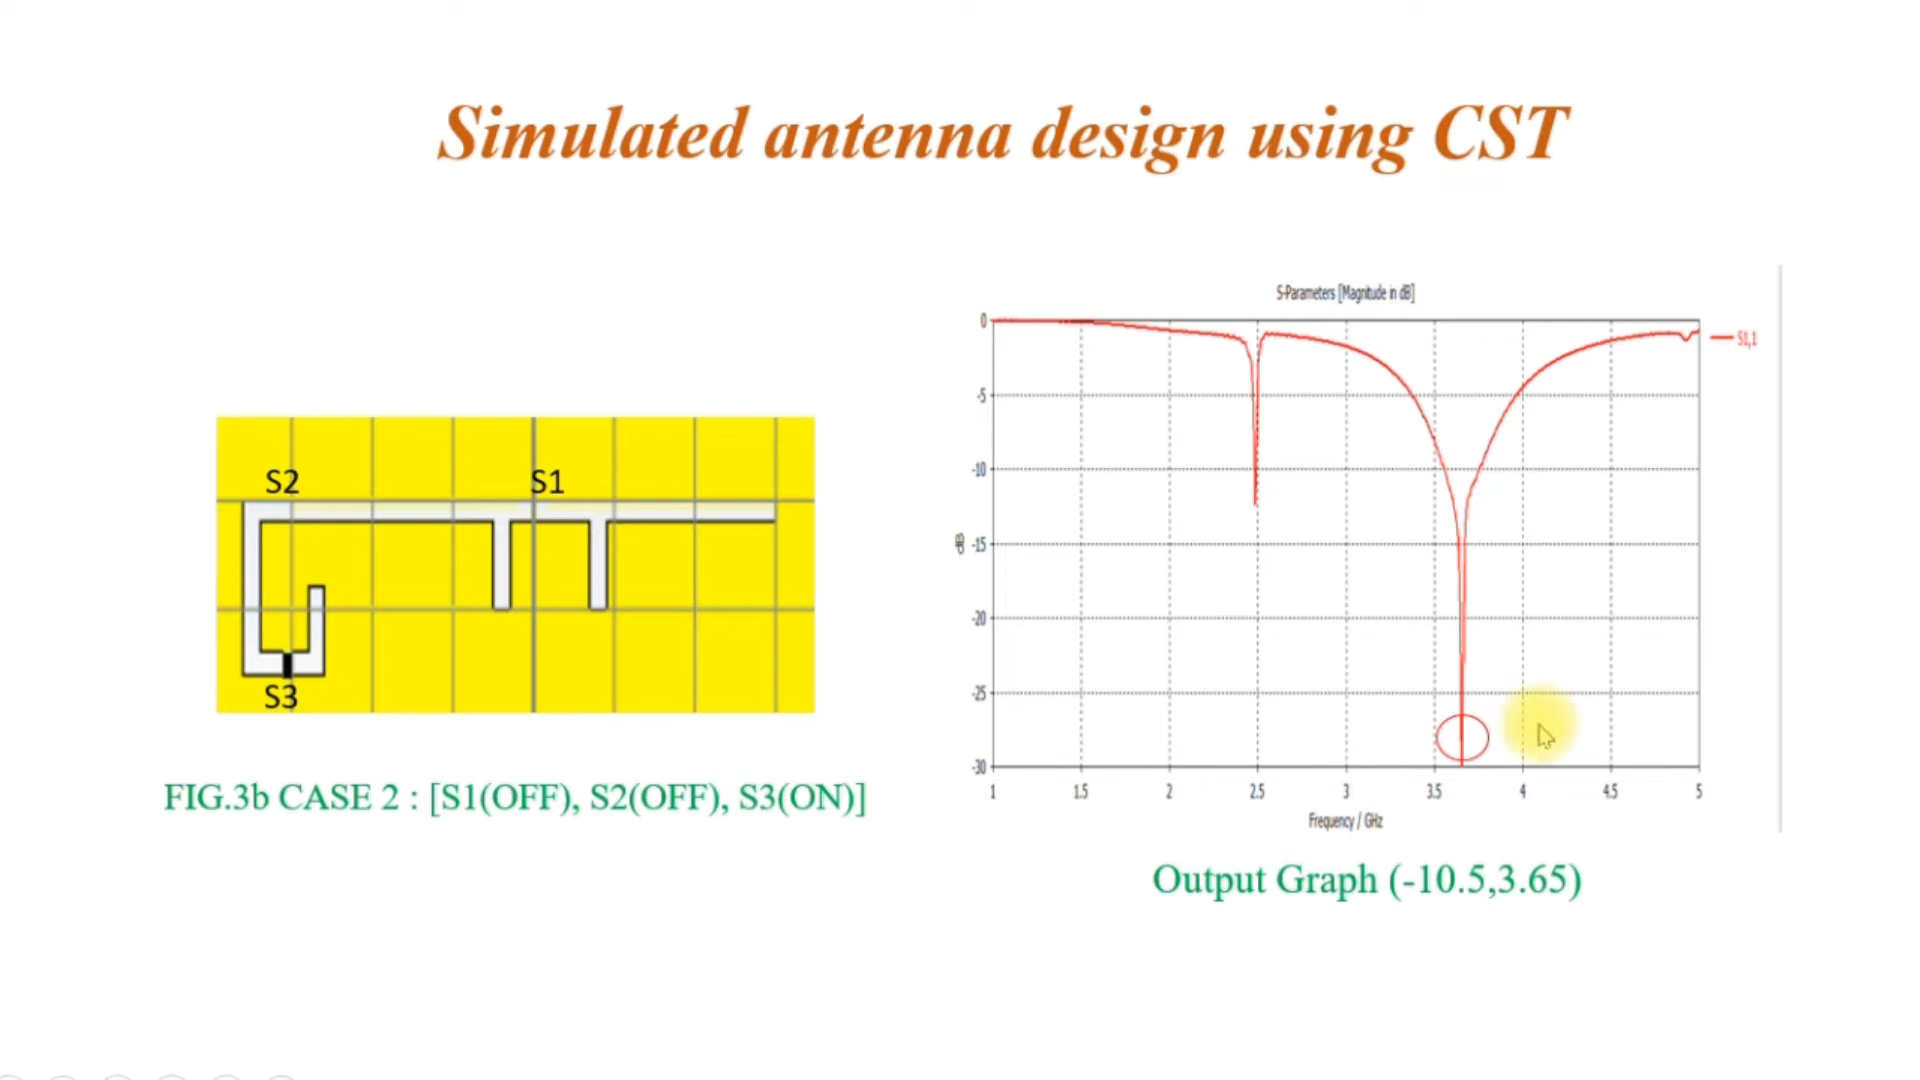 Simulated antenna design using CST
S2
S1
S3
FIG.3b CASE 2 : [S1(OFF), S2(OFF), S3(ON)]
S-Parameters [Magnitude in dB]
0
-5
-10
-15
-20
-25
-30
dB
1
1.5
2
2.5
3
3.5
4
4.5
5
Frequency / GHz
S1,1
Output Graph (-10.5,3.65)